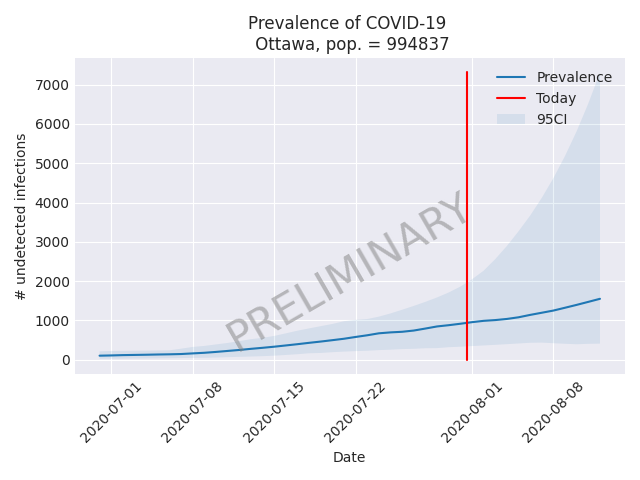 Prevalence of COVID-19
Ottawa, pop. = 994837
# undetected infections
7000
6000
5000
4000
3000
2000
1000
0
Prevalence
Today
95CI
PRELIMINARY
2020-07-01
2020-07-08
2020-07-15
2020-07-22
2020-08-01
2020-08-08
Date